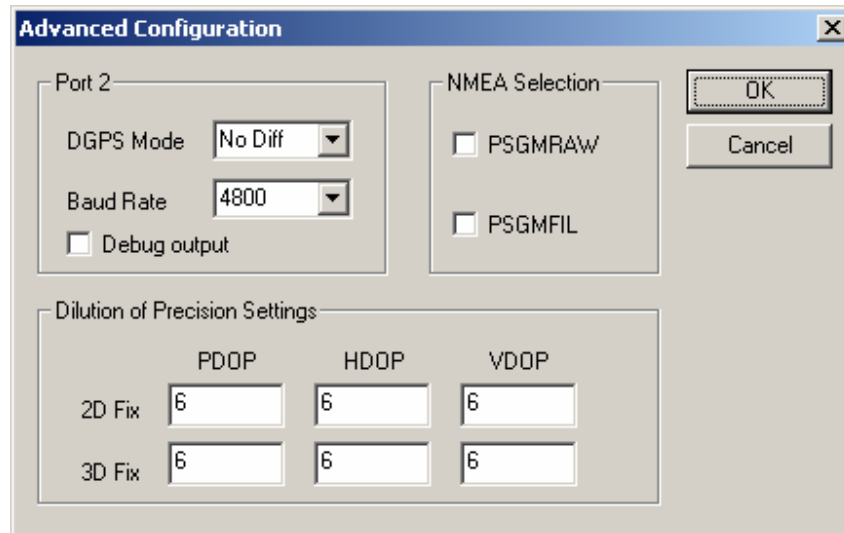 Advanced Configuration
Port 2
DGPS Mode No Diff
Baud Rate 4800
Debug output
NMEA Selection
PSGMRAW
PSGMFIL
OK
Cancel
Dilution of Precision Settings
PDOP HDOP VDOP
2D Fix 6 6 6
3D Fix 6 6 6